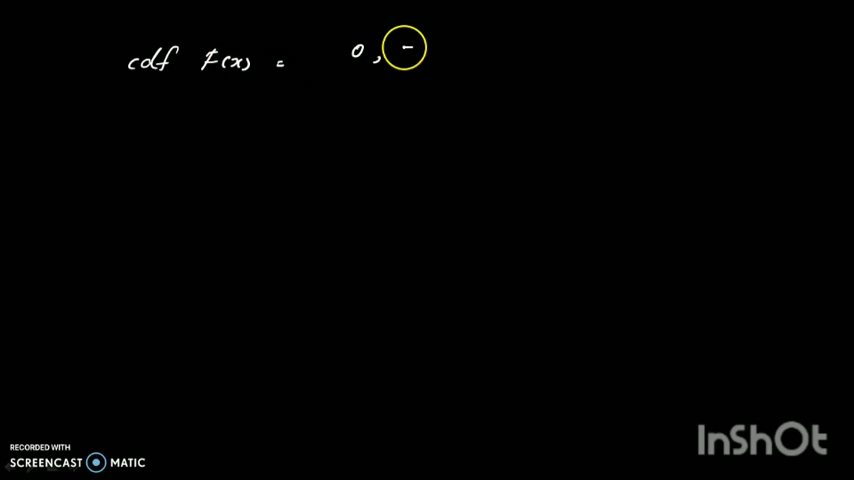 cdf F(x) = 0, -
RECORDED WITH
SCREENCAST MATIC
InShOt